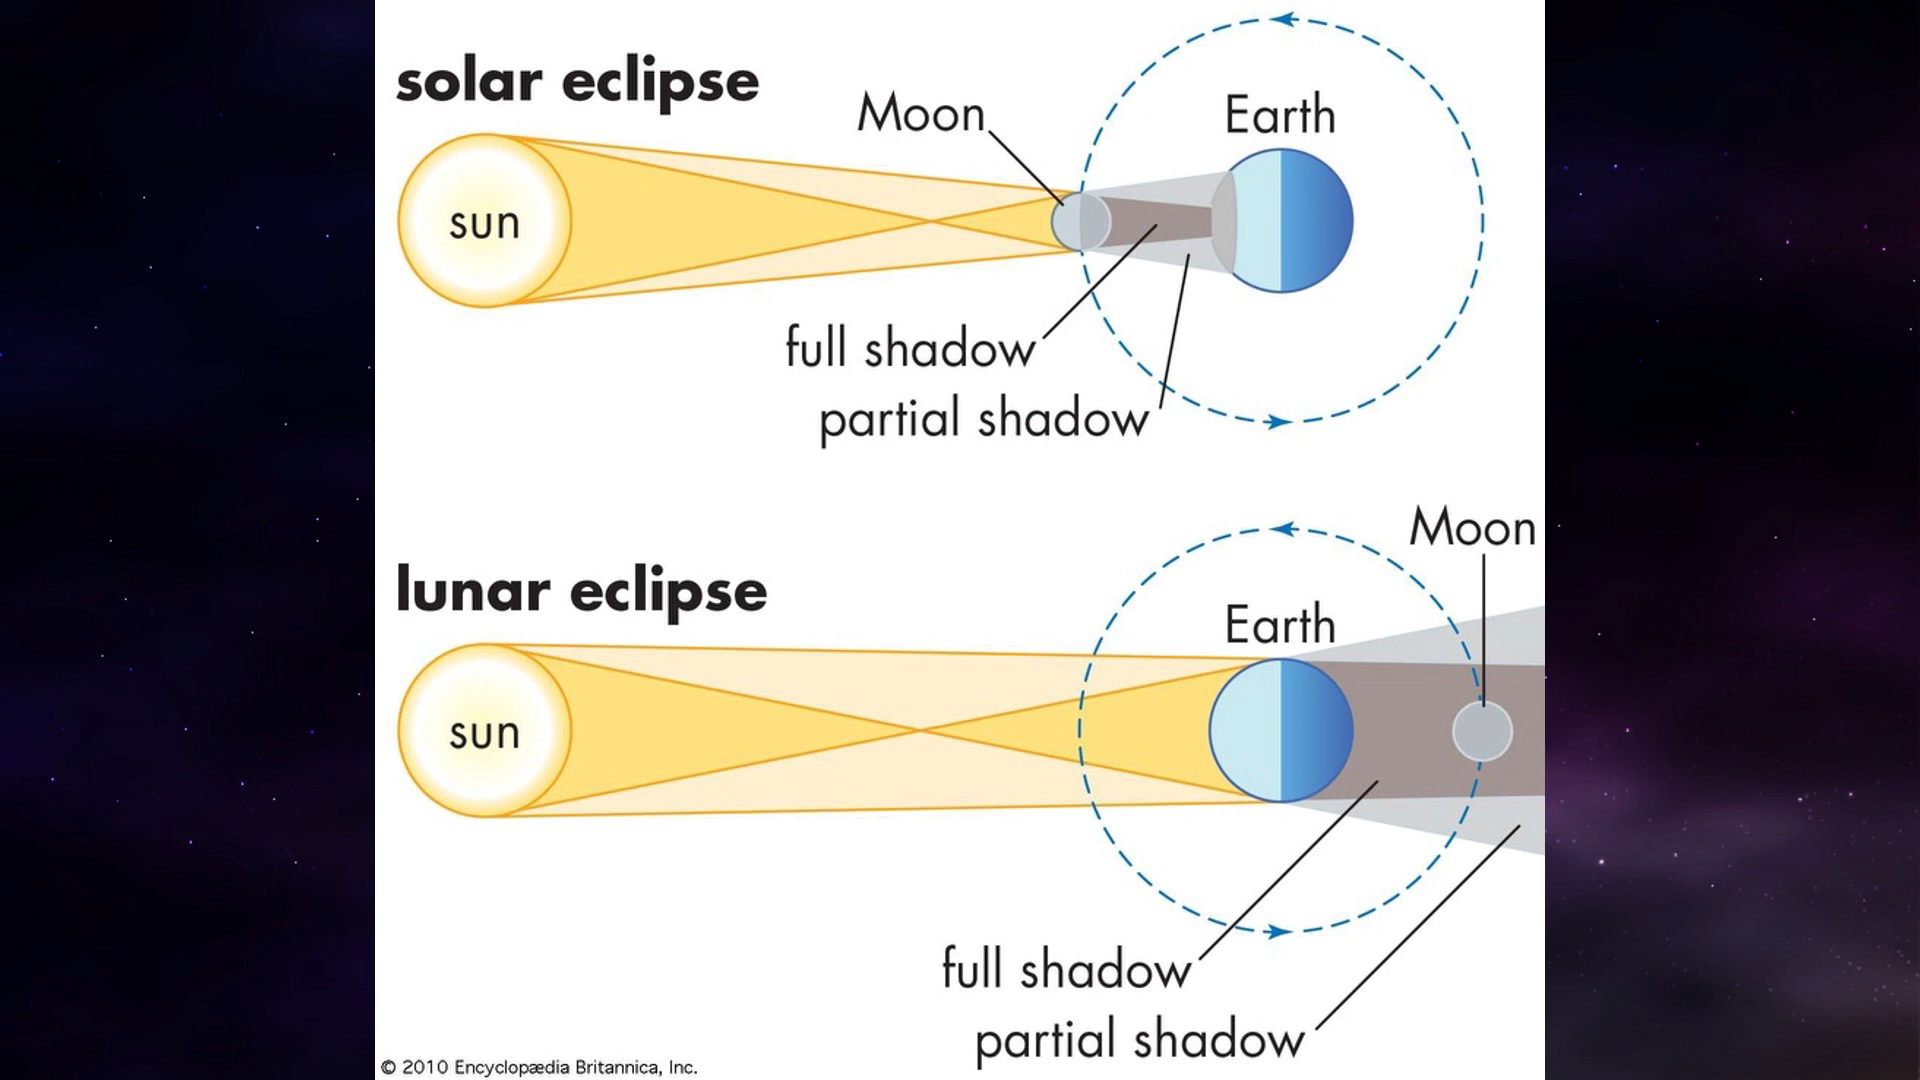 solar eclipse
Moon
Earth
sun
full shadow
partial shadow
Moon
lunar eclipse
Earth
sun
full shadow
partial shadow
© 2010 Encyclopædia Britannica, Inc.